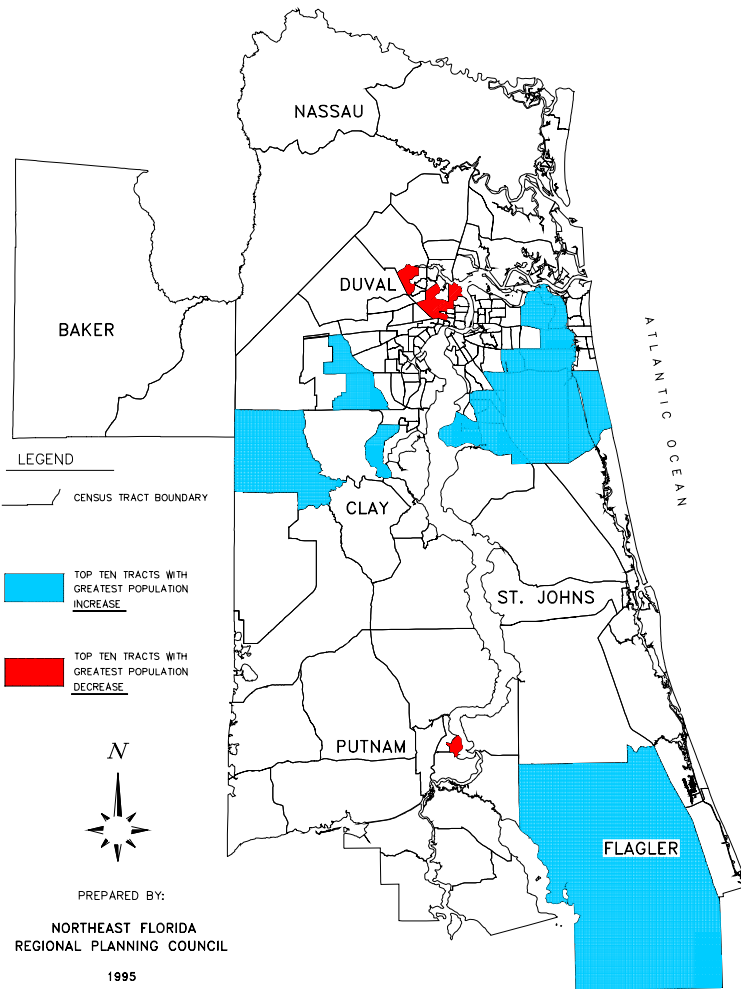 NASSAU
DUVAL
BAKER
ATLANTIC OCEAN
LEGEND
CENSUS TRACT BOUNDARY
CLAY
TOP TEN TRACTS WITH
GREATEST POPULATION
INCREASE
ST. JOHNS
TOP TEN TRACTS WITH
GREATEST POPULATION
DECREASE
PUTNAM
N
FLAGLER
PREPARED BY:
NORTHEAST FLORIDA
REGIONAL PLANNING COUNCIL
1995